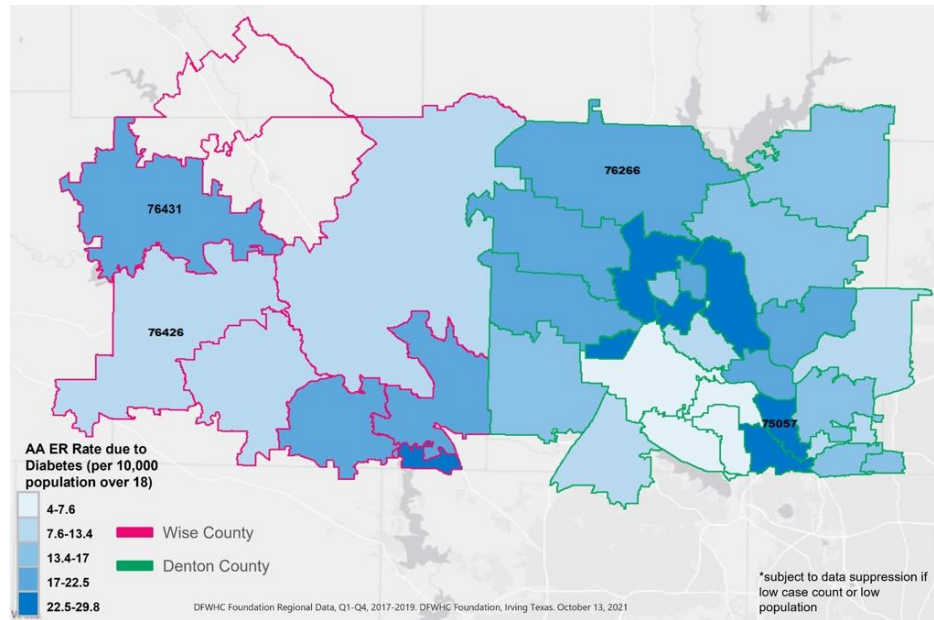 76266
76431
76426
75057
AA ER Rate due to
Diabetes (per 10,000
population over 18)
4-7.6
7.6-13.4
13.4-17
17-22.5
22.5-29.8
Wise County
Denton County
*subject to data suppression if
low case count or low
population
DFWHC Foundation Regional Data, Q1-Q4, 2017-2019. DFWHC Foundation, Irving Texas. October 13, 2021